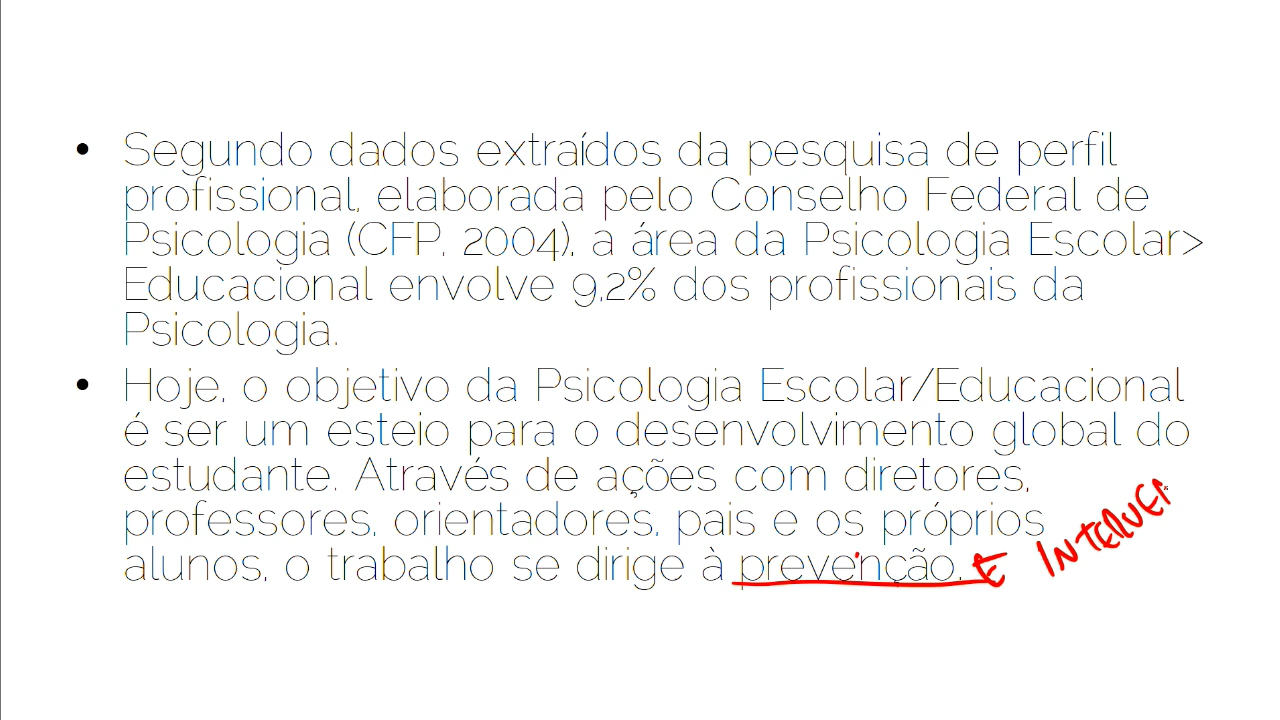 • Segundo dados extraídos da pesquisa de perfil
profissional, elaborada pelo Conselho Federal de
Psicologia (CFP, 2004), a área da Psicologia Escolar>
Educacional envolve 9,2% dos profissionais da
Psicologia.
• Hoje, o objetivo da Psicologia Escolar/Educacional
é ser um esteio para o desenvolvimento global do
estudante. Através de ações com diretores,
professores, orientadores, pais e os próprios
alunos, o trabalho se dirige à prevenção. E INTERVEN